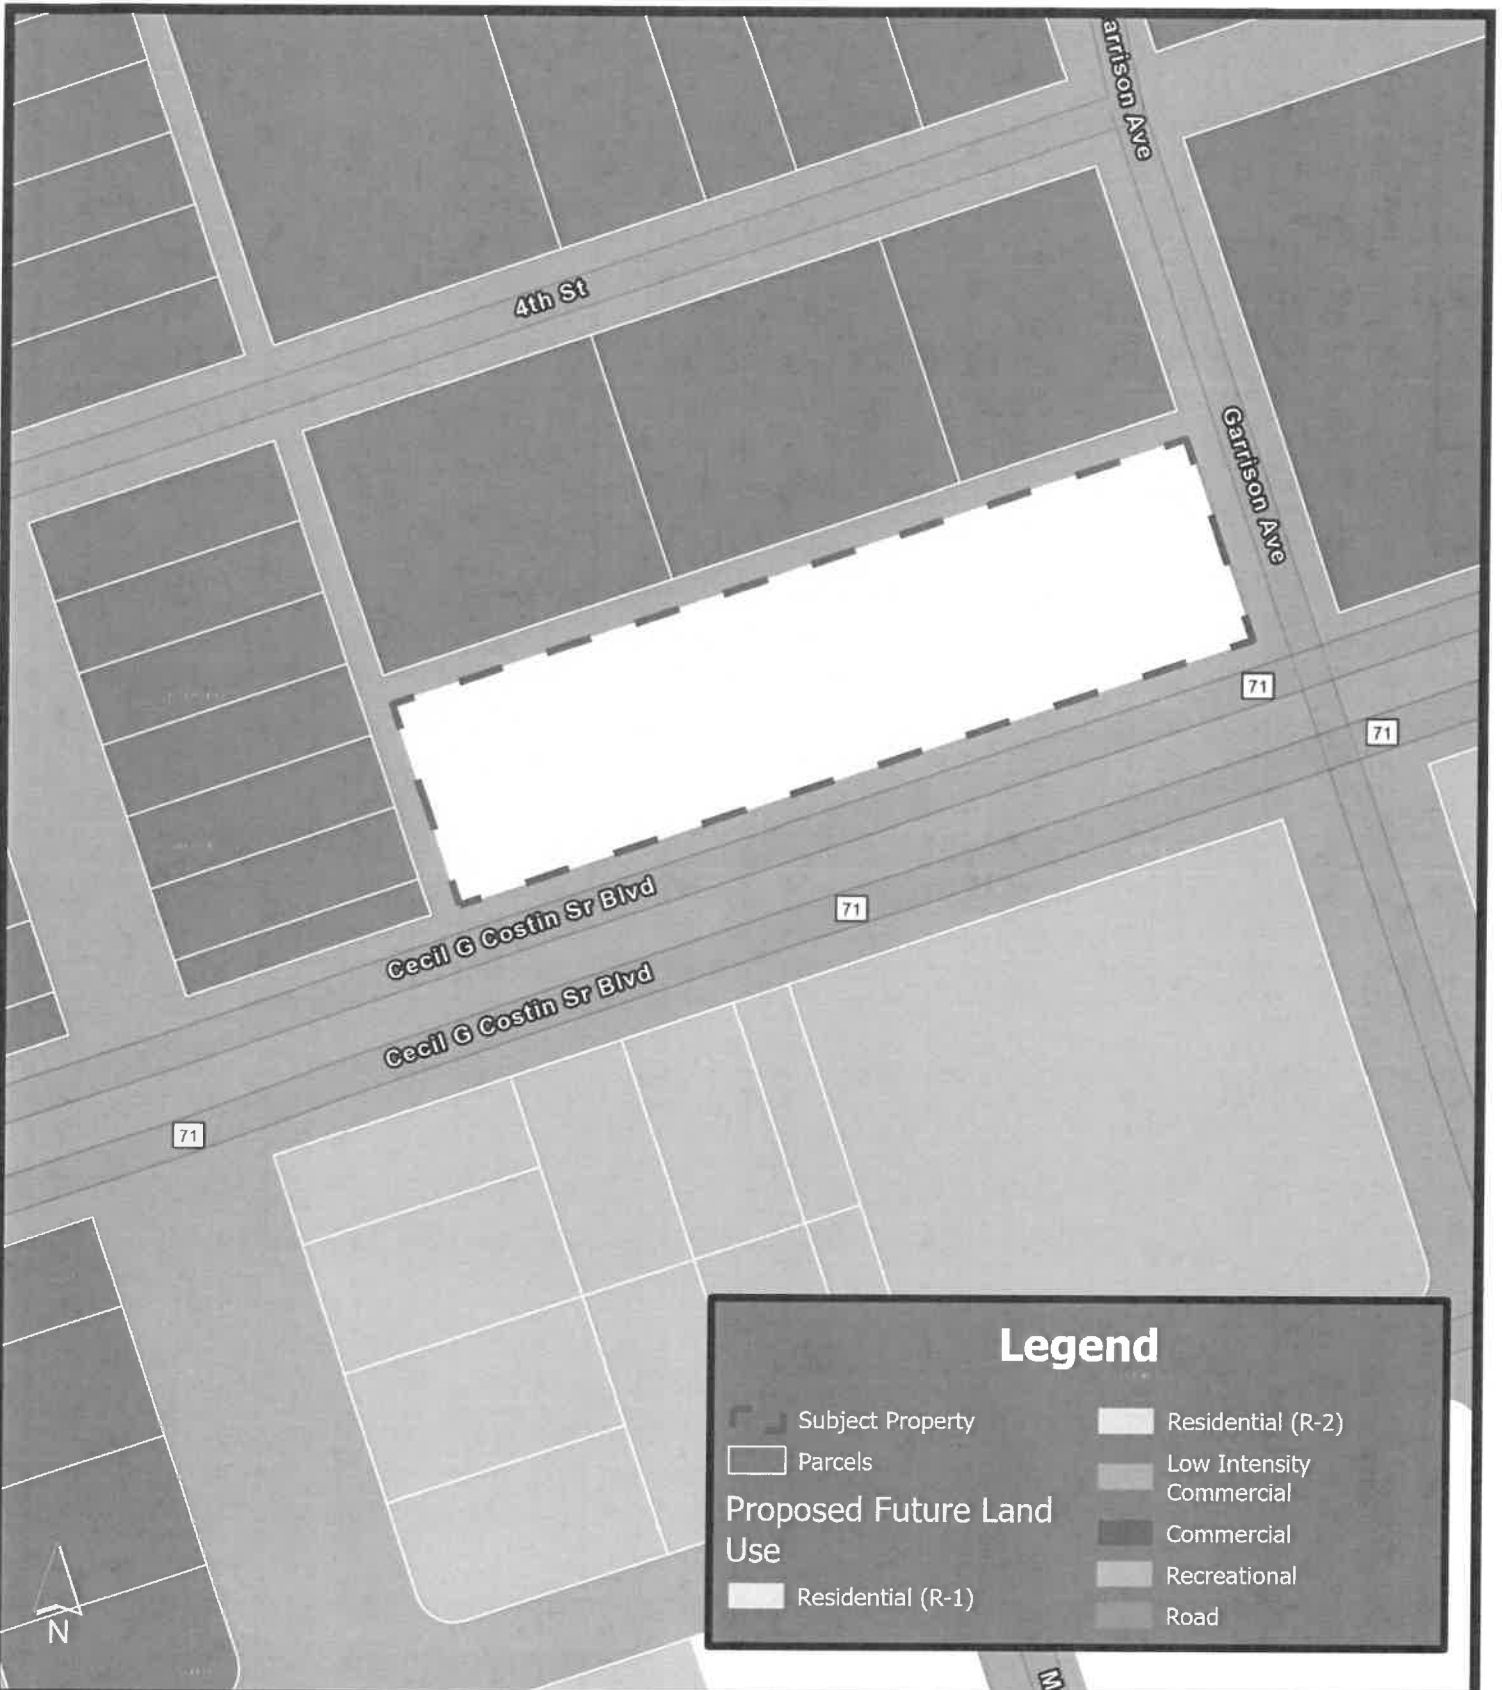 arrison Ave
4th St
Garrison Ave
71
71
71
Cecil G Costin Sr Blvd
Cecil G Costin Sr Blvd
71
Legend
Subject Property
Parcels
Proposed Future Land
Use
Residential (R-1)
Residential (R-2)
Low Intensity
Commercial
Commercial
Recreational
Road
N
M